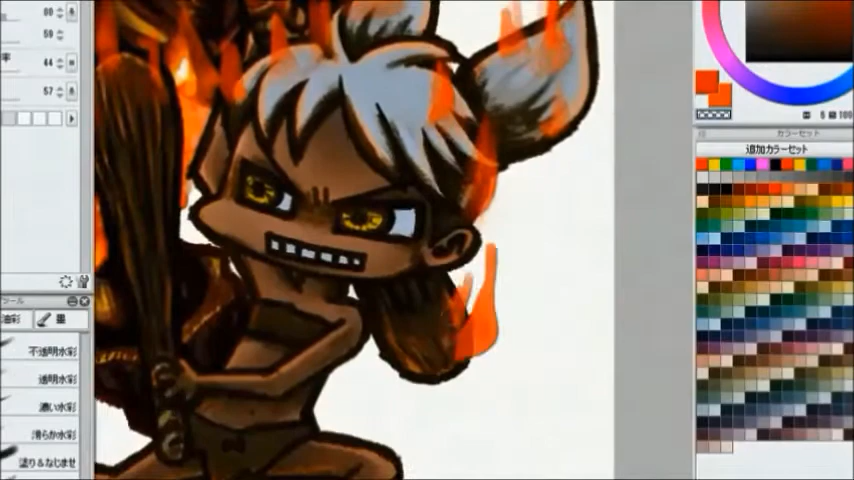 80
50
率
44
57
ツール
油彩
墨
不透明水彩
透明水彩
濃い水彩
滑らか水彩
塗り&なじませ
カラーセット
追加カラーセット